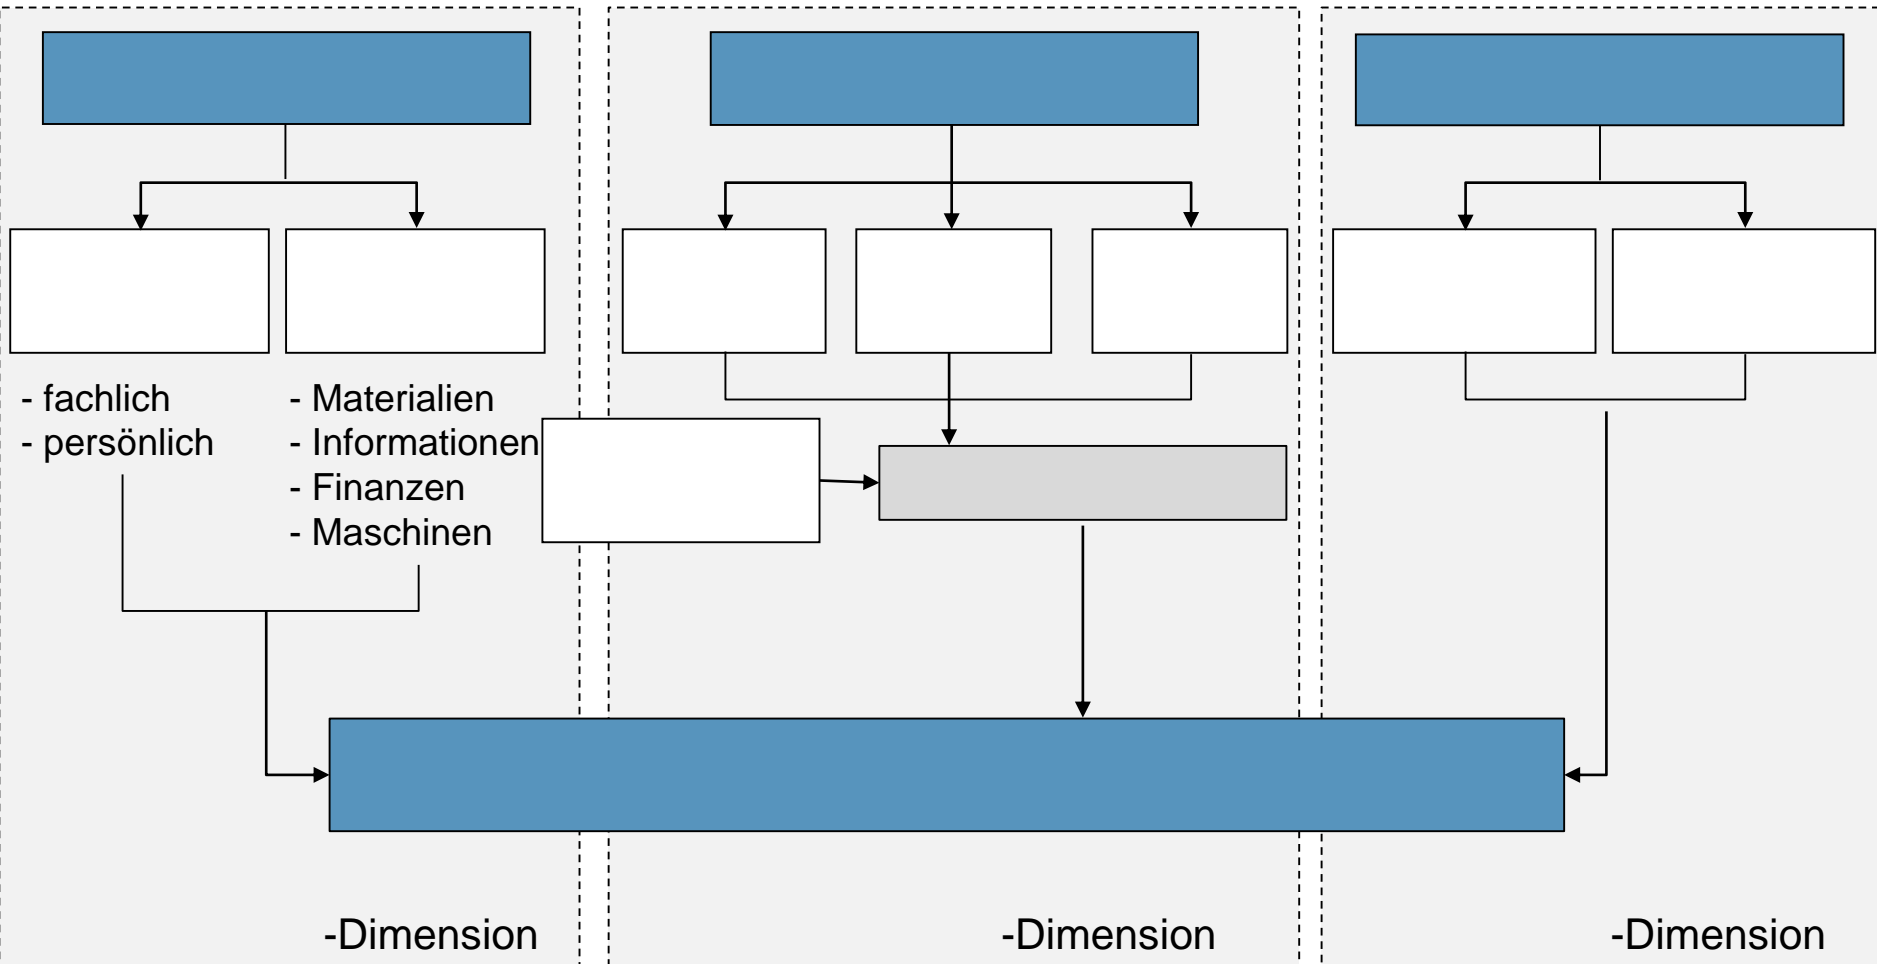 - fachlich
- persönlich
- Materialien
- Informationen
- Finanzen
- Maschinen
-Dimension
-Dimension
-Dimension